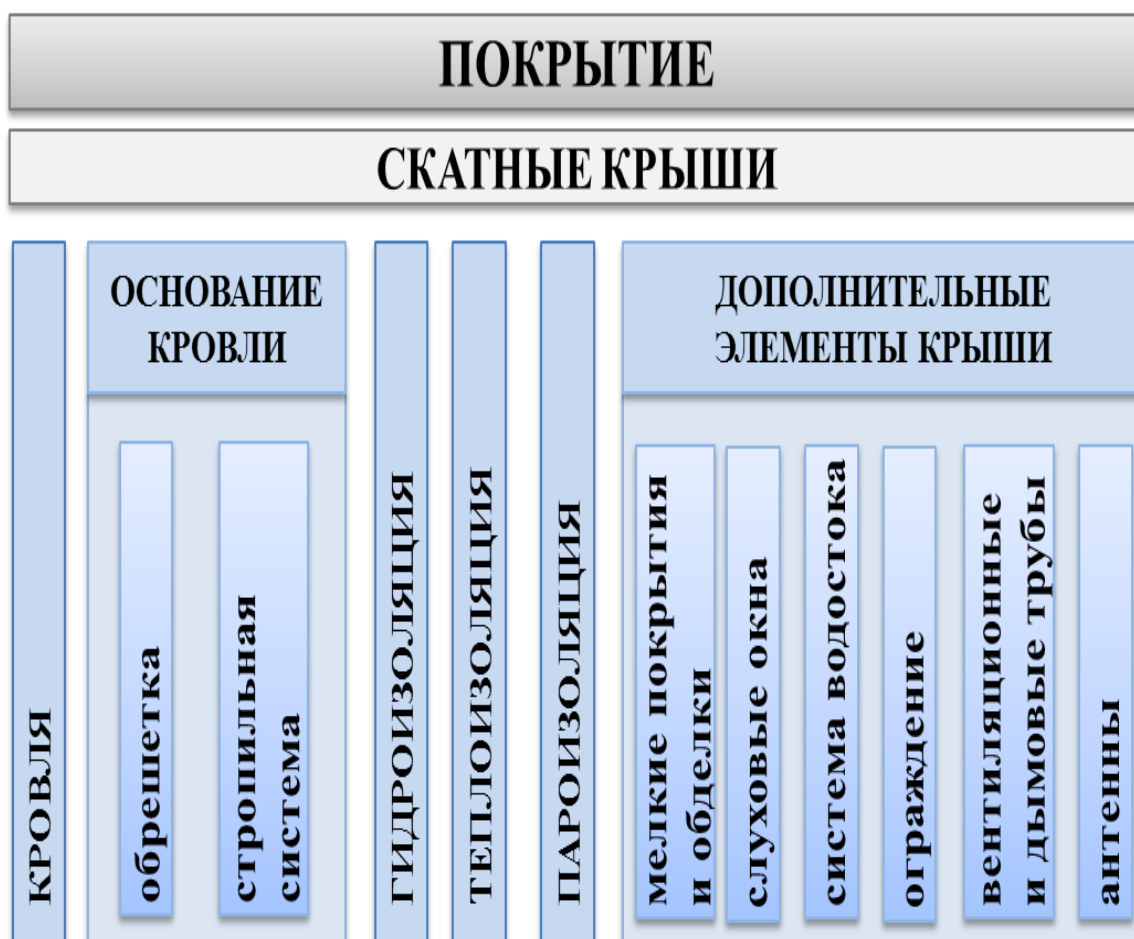 ПОКРЫТИЕ
СКАТНЫЕ КРЫШИ
КРОВЛЯ
ОСНОВАНИЕ
КРОВЛИ
обрешетка
стропильная
система
ГИДРОИЗОЛЯЦИЯ
ТЕПЛОИЗОЛЯЦИЯ
ПАРОИЗОЛЯЦИЯ
ДОПОЛНИТЕЛЬНЫЕ
ЭЛЕМЕНТЫ КРЫШИ
мелкие покрытия
и обделки
слуховые окна
система водостока
ограждение
вентиляционные
и дымовые трубы
антенны